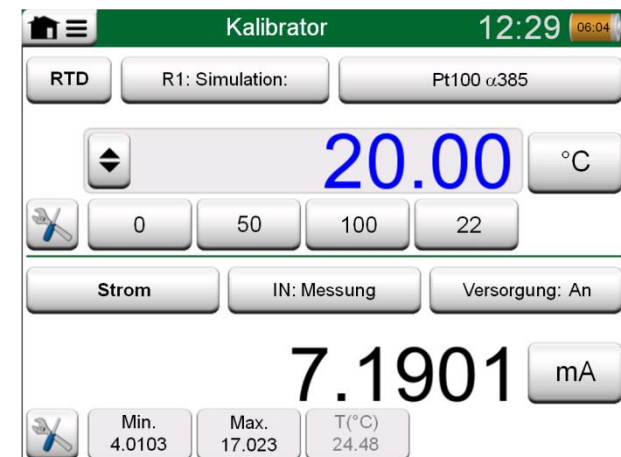 Kalibrator 12:29 06:04
RTD R1: Simulation: Pt100 α385
20.00 °C
0 50 100 22
Strom IN: Messung Versorgung: An
7.1901 mA
Min. Max. T(°C)
4.0103 17.023 24.48